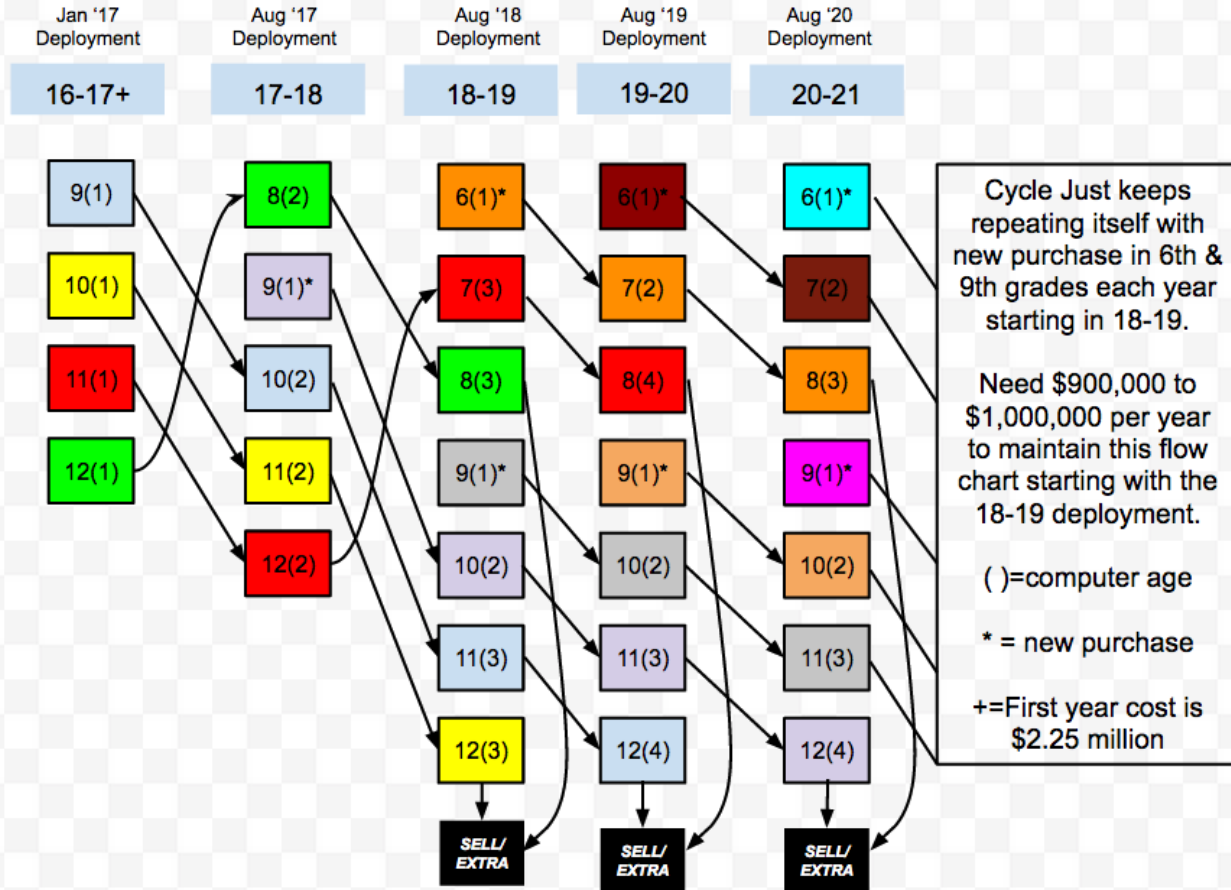 Jan ‘17
Deployment
Aug ‘17
Deployment
Aug ‘18
Deployment
Aug ‘19
Deployment
Aug ‘20
Deployment
16-17+
17-18
18-19
19-20
20-21
9(1)
10(1)
11(1)
12(1)
8(2)
9(1)*
10(2)
11(2)
12(2)
6(1)*
7(3)
8(3)
9(1)*
10(2)
11(3)
12(3)
SELL/
EXTRA
6(1)*
7(2)
8(4)
9(1)*
10(2)
11(3)
12(4)
SELL/
EXTRA
6(1)*
7(2)
8(3)
9(1)*
10(2)
11(3)
12(4)
SELL/
EXTRA
Cycle Just keeps
repeating itself with
new purchase in 6th &
9th grades each year
starting in 18-19.
Need $900,000 to
$1,000,000 per year
to maintain this flow
chart starting with the
18-19 deployment.
( )=computer age
* = new purchase
+=First year cost is
$2.25 million